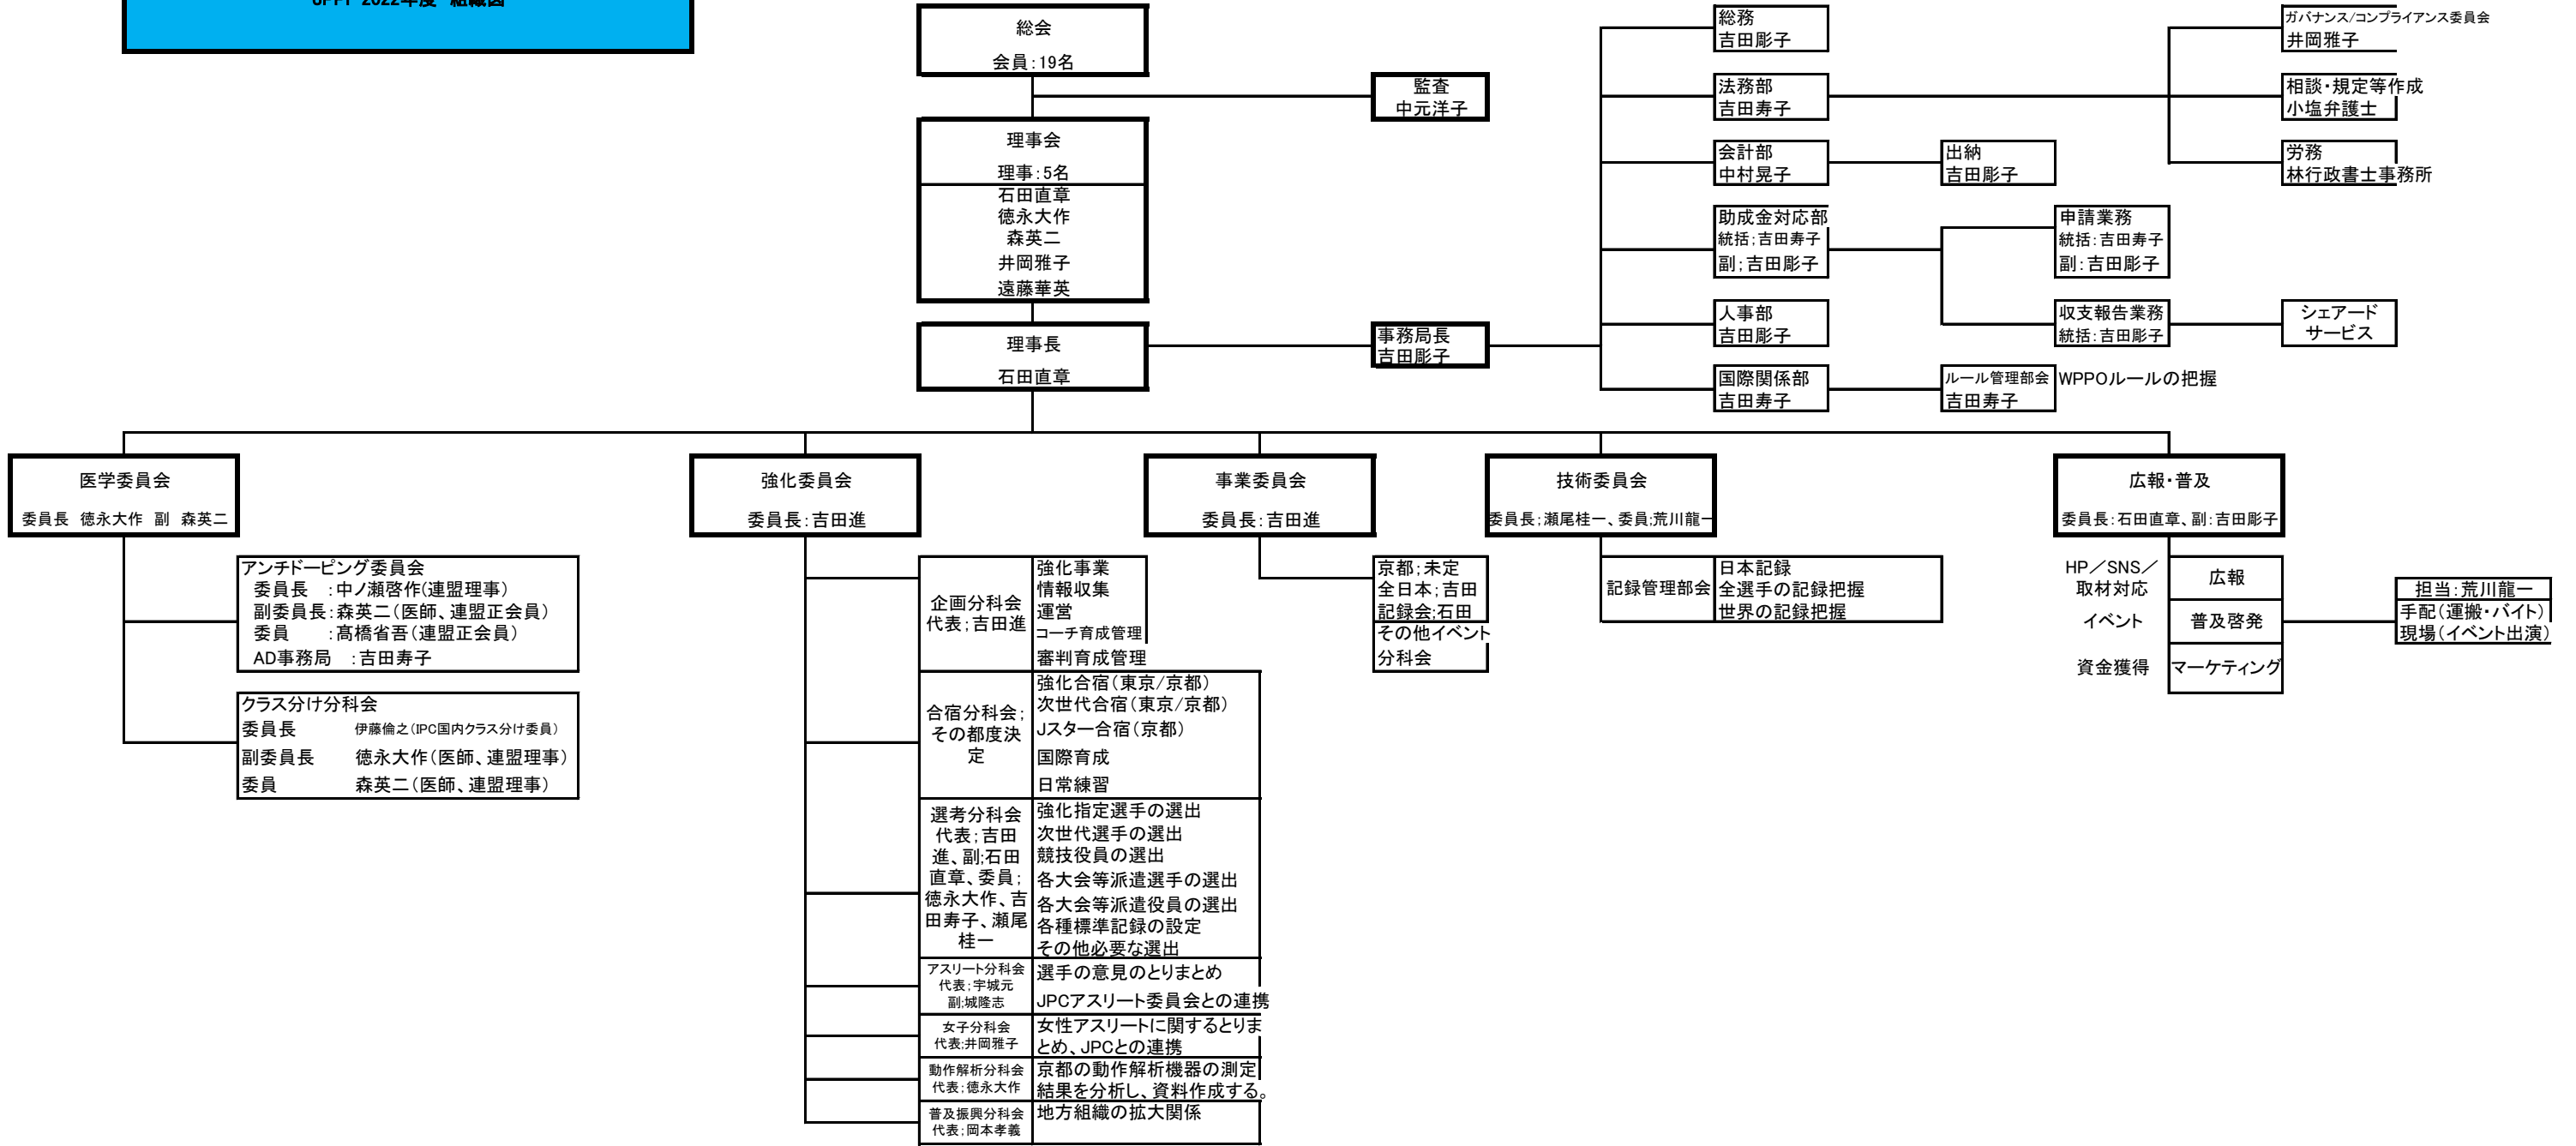 JPPF 2022年度 組織図
総会
会員：19名
監査
中元洋子
理事会
理事：5名
石田直章
徳永大作
森英二
井岡雅子
遠藤華英
理事長
石田直章
事務局長
吉田彫子
総務
吉田彫子
法務部
吉田寿子
会計部
中村晃子
出納
吉田彫子
助成金対応部
統括；吉田寿子
副；吉田彫子
人事部
吉田彫子
国際関係部
吉田寿子
ルール管理部会
吉田寿子
WPPOルールの把握
申請業務
統括：吉田寿子
副：吉田彫子
収支報告業務
統括：吉田彫子
シェアード
サービス
ガバナンス/コンプライアンス委員会
井岡雅子
相談・規定等作成
小塩弁護士
労務
林行政書士事務所
医学委員会
委員長 徳永大作 副 森英二
アンチドーピング委員会
委員長 ：中ノ瀬啓作（連盟理事）
副委員長：森英二（医師、連盟正会員）
委員 ：髙橋省吾（連盟正会員）
AD事務局 ：吉田寿子
クラス分け分科会
委員長 伊藤倫之（IPC国内クラス分け委員）
副委員長 徳永大作（医師、連盟理事）
委員 森英二（医師、連盟理事）
強化委員会
委員長：吉田進
企画分科会
代表；吉田進
強化事業
情報収集
運営
コーチ育成管理
審判育成管理
合宿分科会；
その都度決
定
強化合宿（東京/京都）
次世代合宿（東京/京都）
Jスター合宿（京都）
国際育成
日常練習
選考分科会
代表；吉田
進、副；石田
直章、委員；
徳永大作、吉
田寿子、瀬尾
桂一
強化指定選手の選出
次世代選手の選出
競技役員の選出
各大会等派遣選手の選出
各大会等派遣役員の選出
各種標準記録の設定
その他必要な選出
アスリート分科会
代表；宇城元
副；城隆志
選手の意見のとりまとめ
JPCアスリート委員会との連携
女子分科会
代表；井岡雅子
女性アスリートに関するとりま
とめ、JPCとの連携
動作解析分科会
代表；徳永大作
京都の動作解析機器の測定
結果を分析し、資料作成する。
普及振興分科会
代表；岡本孝義
地方組織の拡大関係
事業委員会
委員長：吉田進
京都；未定
全日本；吉田
記録会；石田
その他イベント
分科会
技術委員会
委員長；瀬尾桂一、委員；荒川龍一
記録管理部会
日本記録
全選手の記録把握
世界の記録把握
広報・普及
委員長：石田直章、副：吉田彫子
HP／SNS／
取材対応
広報
イベント
普及啓発
資金獲得
マーケティング
担当：荒川龍一
手配（運搬・バイト）
現場（イベント出演）